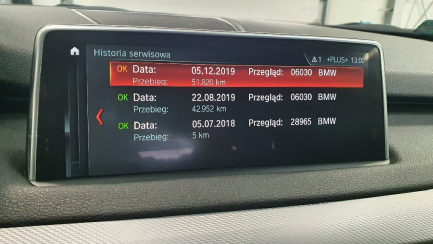 Historia serwisowa
⚠1 +PLUS+ 13:00
OK Data: 05.12.2019 Przegląd: 06030 BMW
Przebieg: 51.820 km
OK Data: 22.08.2019 Przegląd: 06030 BMW
Przebieg: 42.952 km
OK Data: 05.07.2018 Przegląd: 28965 BMW
Przebieg: 5 km